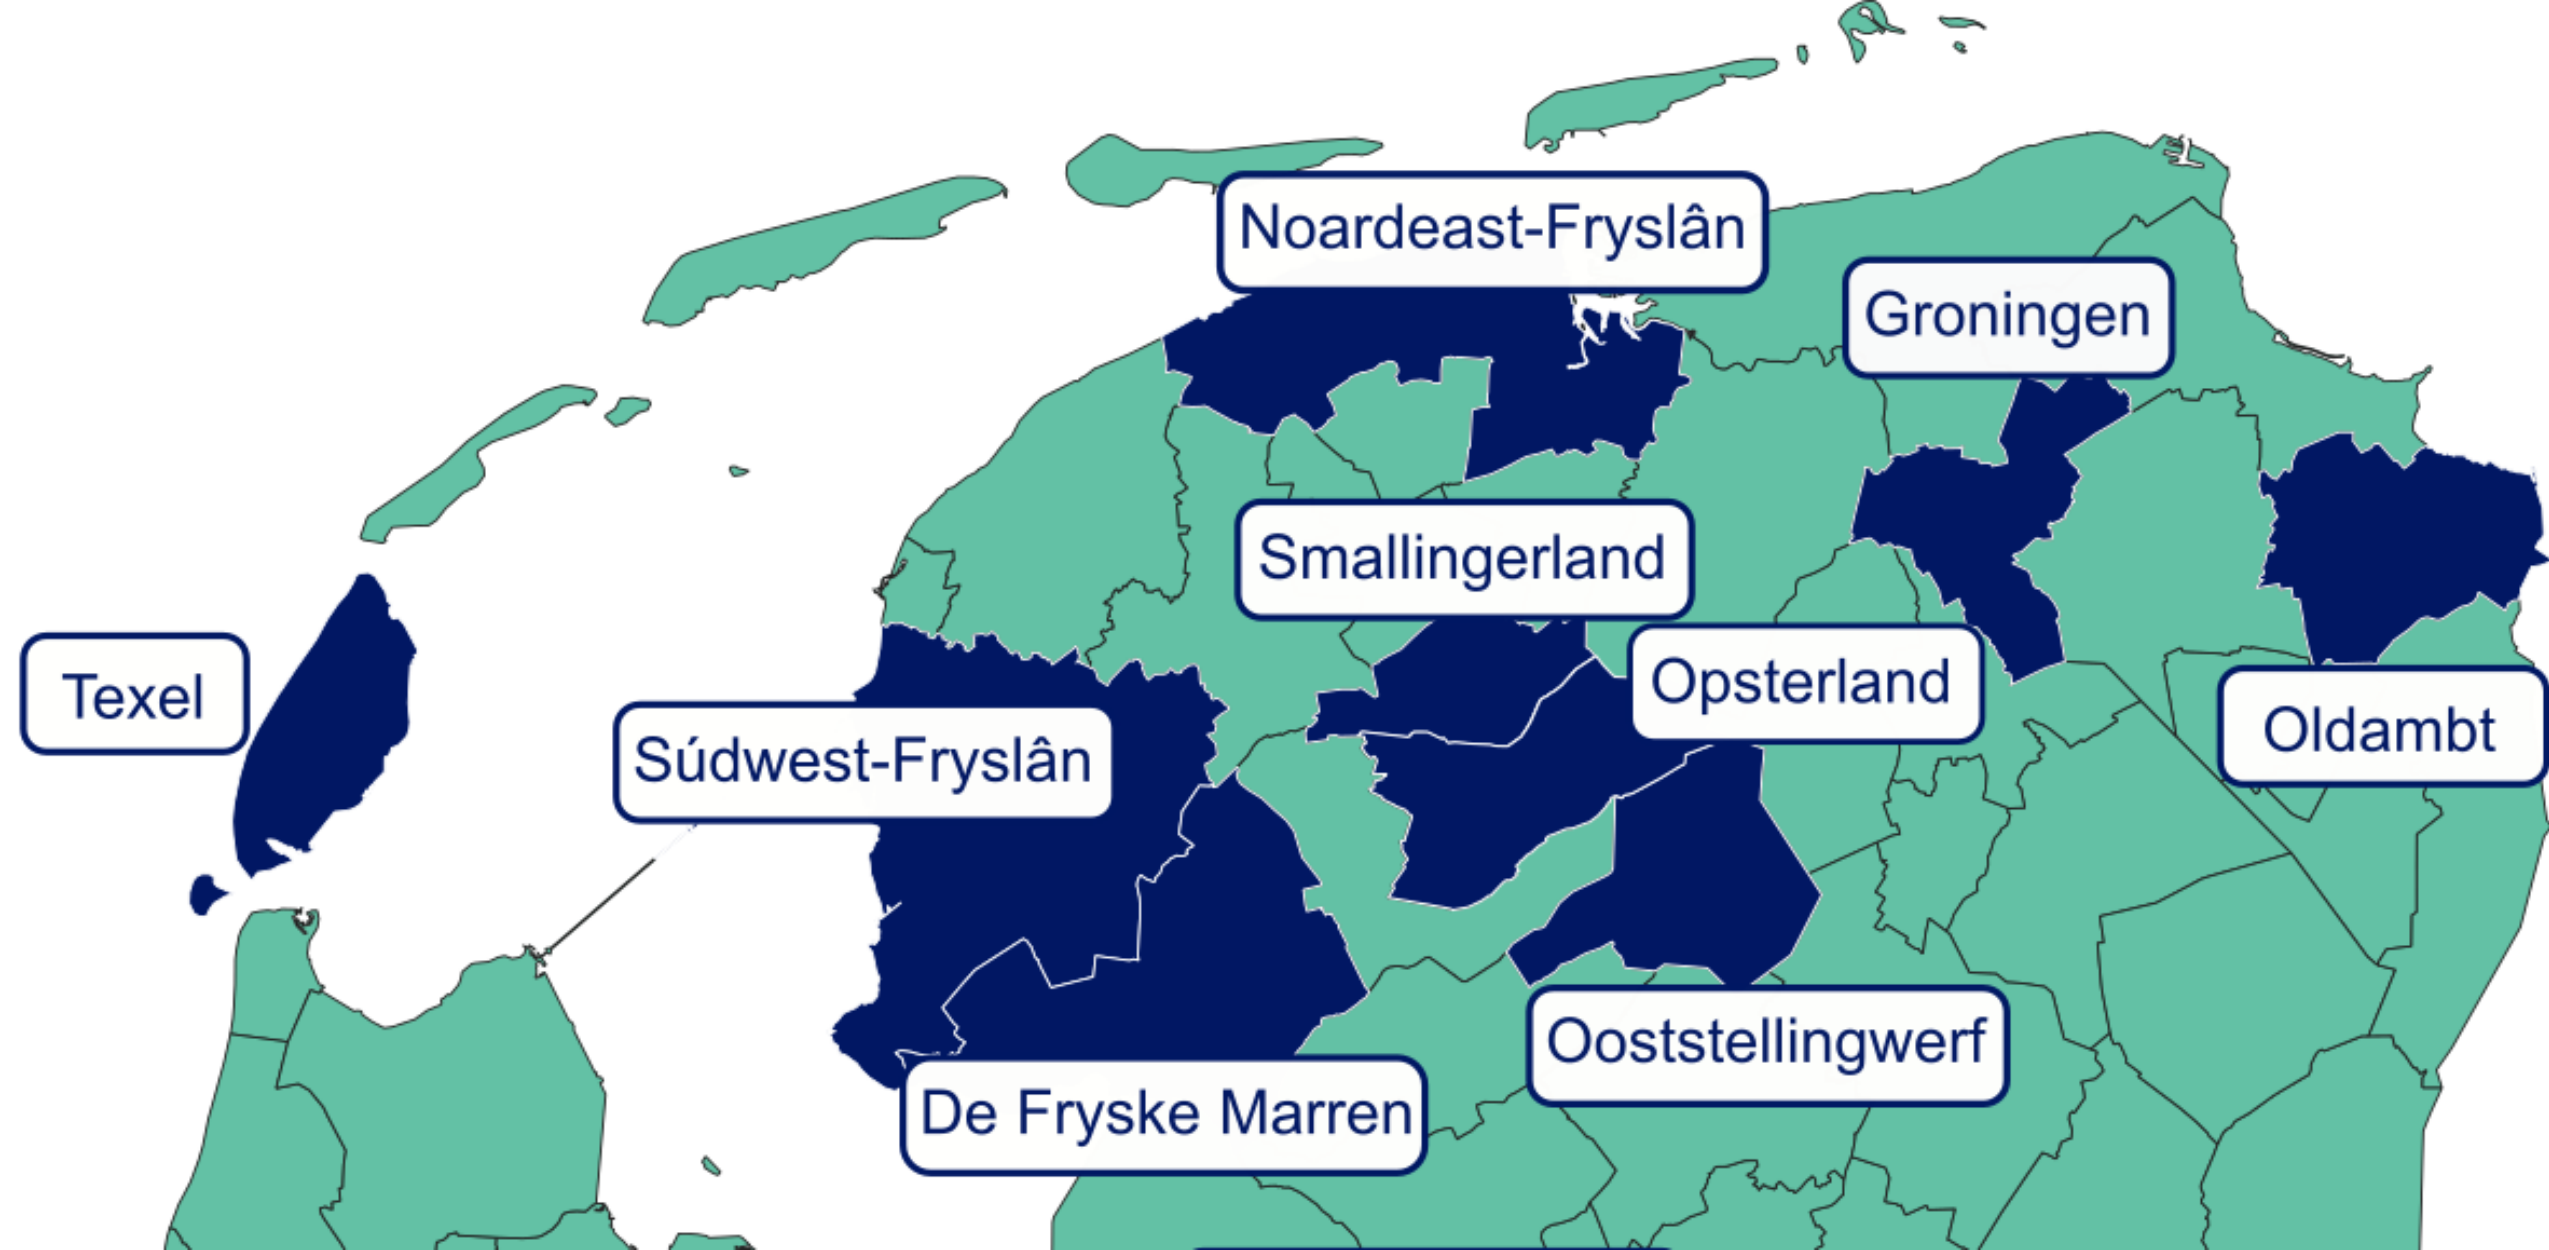 Noardeast-Fryslân
Groningen
Smallingerland
Texel
Opsterland
Oldambt
Súdwest-Fryslân
Ooststellingwerf
De Fryske Marren